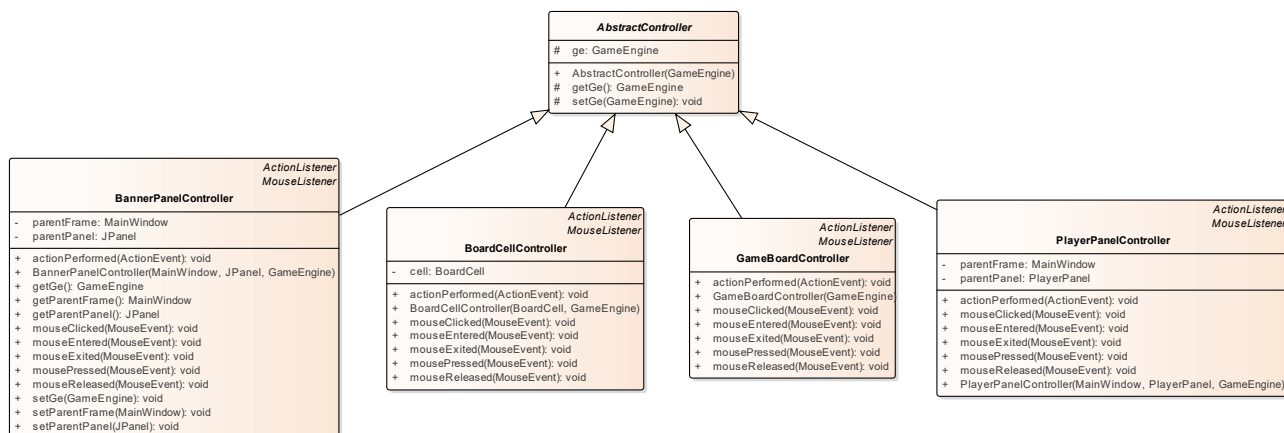 AbstractController
# ge: GameEngine
+ AbstractController(GameEngine)
# getGe(): GameEngine
# setGe(GameEngine): void
ActionListener
MouseListener
BannerPanelController
- parentFrame: MainWindow
- parentPanel: JPanel
+ actionPerformed(ActionEvent): void
+ BannerPanelController(MainWindow, JPanel, GameEngine)
+ getGe(): GameEngine
+ getParentFrame(): MainWindow
+ getParentPanel(): JPanel
+ mouseClicked(MouseEvent): void
+ mouseEntered(MouseEvent): void
+ mouseExited(MouseEvent): void
+ mousePressed(MouseEvent): void
+ mouseReleased(MouseEvent): void
+ setGe(GameEngine): void
+ setParentFrame(MainWindow): void
+ setParentPanel(JPanel): void
ActionListener
MouseListener
BoardCellController
- cell: BoardCell
+ actionPerformed(ActionEvent): void
+ BoardCellController(BoardCell, GameEngine)
+ mouseClicked(MouseEvent): void
+ mouseEntered(MouseEvent): void
+ mouseExited(MouseEvent): void
+ mousePressed(MouseEvent): void
+ mouseReleased(MouseEvent): void
ActionListener
MouseListener
GameBoardController
+ actionPerformed(ActionEvent): void
+ GameBoardController(GameEngine)
+ mouseClicked(MouseEvent): void
+ mouseEntered(MouseEvent): void
+ mouseExited(MouseEvent): void
+ mousePressed(MouseEvent): void
+ mouseReleased(MouseEvent): void
ActionListener
MouseListener
PlayerPanelController
- parentFrame: MainWindow
- parentPanel: PlayerPanel
+ actionPerformed(ActionEvent): void
+ mouseClicked(MouseEvent): void
+ mouseEntered(MouseEvent): void
+ mouseExited(MouseEvent): void
+ mousePressed(MouseEvent): void
+ mouseReleased(MouseEvent): void
+ PlayerPanelController(MainWindow, PlayerPanel, GameEngine)